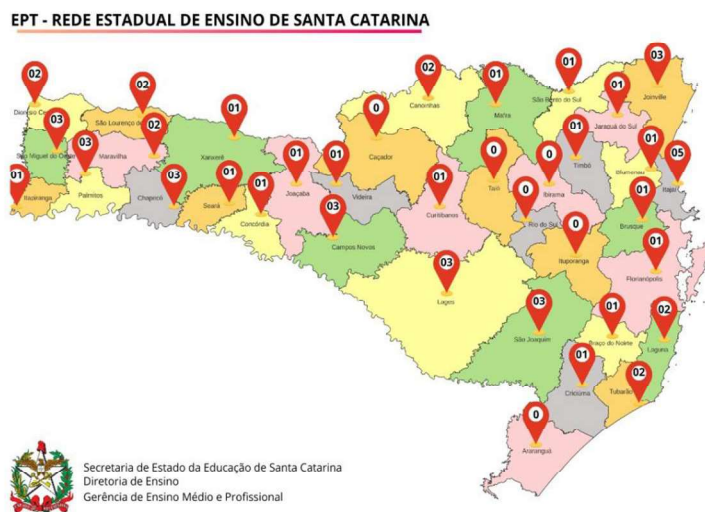 EPT - REDE ESTADUAL DE ENSINO DE SANTA CATARINA
02
Dionísio
03
São Miguel do Oeste
01
Itapiranga
02
São Lourenço
03
Maravilha
02
Palmitos
03
Chapecó
01
Xanxerê
01
Seara
01
Concórdia
01
Joaçaba
01
Videira
03
Campos Novos
0
Caçador
02
Canoinhas
01
Curitibanos
03
Lages
01
Mafra
0
Taió
01
São Bento do Sul
01
Jaraguá do Sul
03
Joinville
01
Timbó
0
Ibirama
0
Rio do Sul
0
Ituporanga
01
Blumenau
05
Itajaí
01
Brusque
01
Florianópolis
03
São Joaquim
01
Braço do Norte
02
Laguna
02
Tubarão
01
Criciúma
0
Araranguá
Secretaria de Estado da Educação de Santa Catarina
Diretoria de Ensino
Gerência de Ensino Médio e Profissional